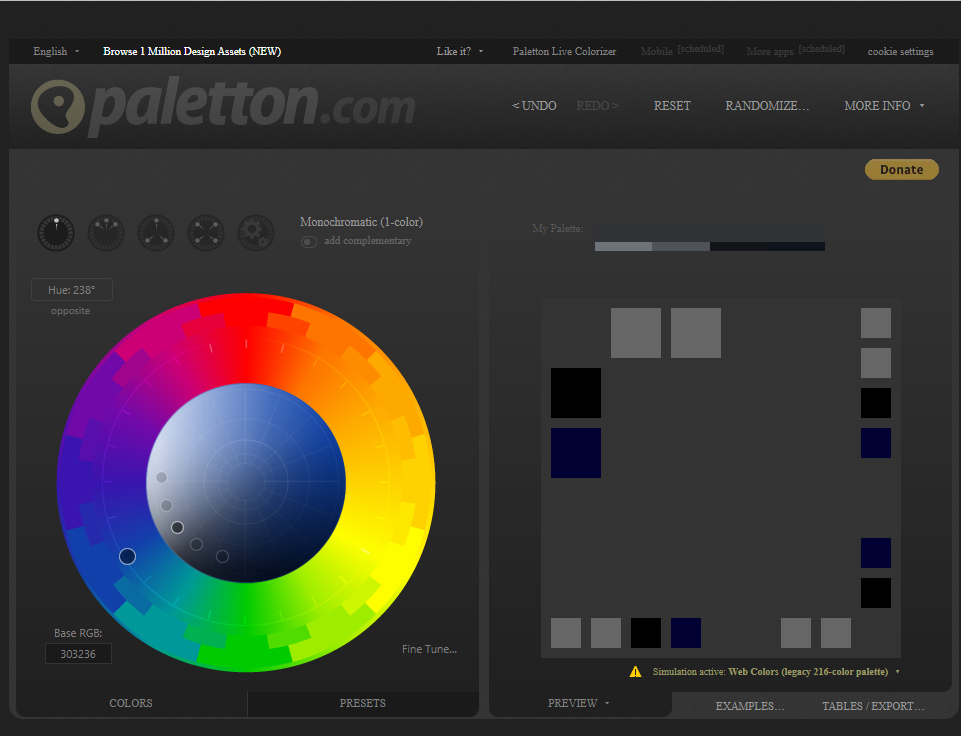 English
Browse 1 Million Design Assets (NEW)
Like it?
Paletton Live Colorizer
Mobile [scheduled]
More apps [scheduled]
cookie settings
paletton.com
< UNDO
REDO >
RESET
RANDOMIZE...
MORE INFO
Donate
Monochromatic (1-color)
add complementary
My Palette:
Hue: 238°
opposite
Base RGB:
303236
Fine Tune...
Simulation active: Web Colors (legacy 216-color palette)
COLORS
PRESETS
PREVIEW
EXAMPLES...
TABLES / EXPORT...